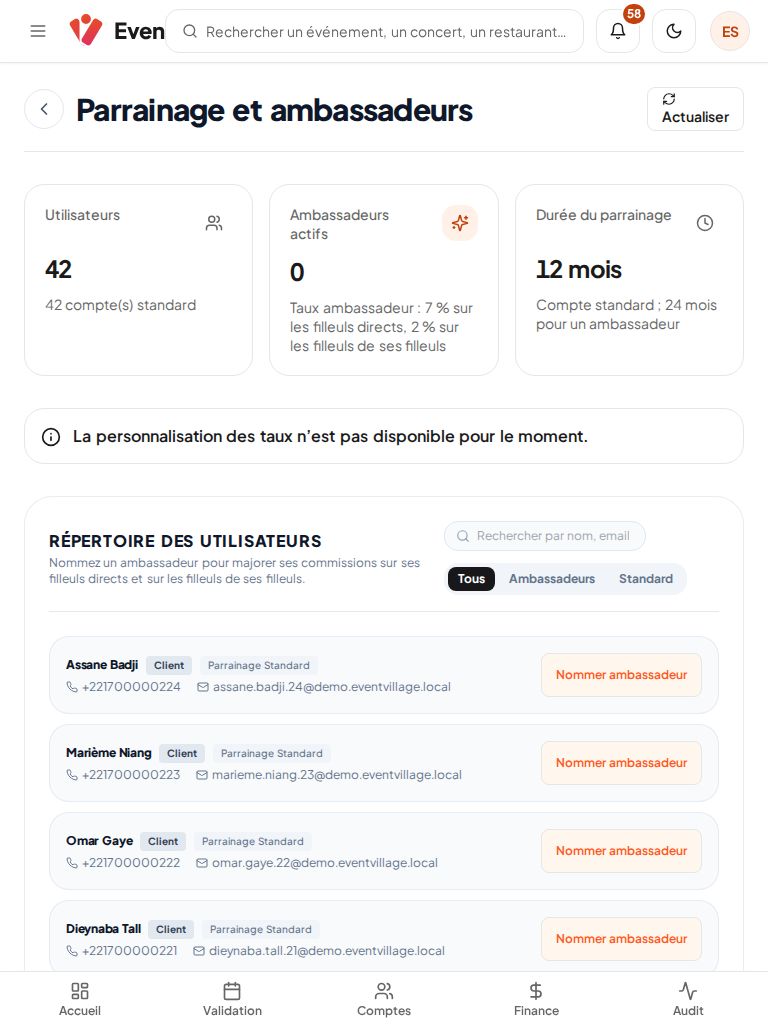 Even
Rechercher un événement, un concert, un restaurant...
58
ES
Parrainage et ambassadeurs
Actualiser
Utilisateurs
42
42 compte(s) standard
Ambassadeurs
actifs
0
Taux ambassadeur : 7 % sur
les filleuls directs, 2 % sur
les filleuls de ses filleuls
Durée du parrainage
12 mois
Compte standard ; 24 mois
pour un ambassadeur
La personnalisation des taux n’est pas disponible pour le moment.
RÉPERTOIRE DES UTILISATEURS
Nommez un ambassadeur pour majorer ses commissions sur ses
filleuls directs et sur les filleuls de ses filleuls.
Rechercher par nom, email
Tous Ambassadeurs Standard
Assane Badji Client Parrainage Standard
+221700000224 assane.badji.24@demo.eventvillage.local
Nommer ambassadeur
Marième Niang Client Parrainage Standard
+221700000223 marieme.niang.23@demo.eventvillage.local
Nommer ambassadeur
Omar Gaye Client Parrainage Standard
+221700000222 omar.gaye.22@demo.eventvillage.local
Nommer ambassadeur
Dieynaba Tall Client Parrainage Standard
+221700000221 dieynaba.tall.21@demo.eventvillage.local
Nommer ambassadeur
Accueil Validation Comptes Finance Audit